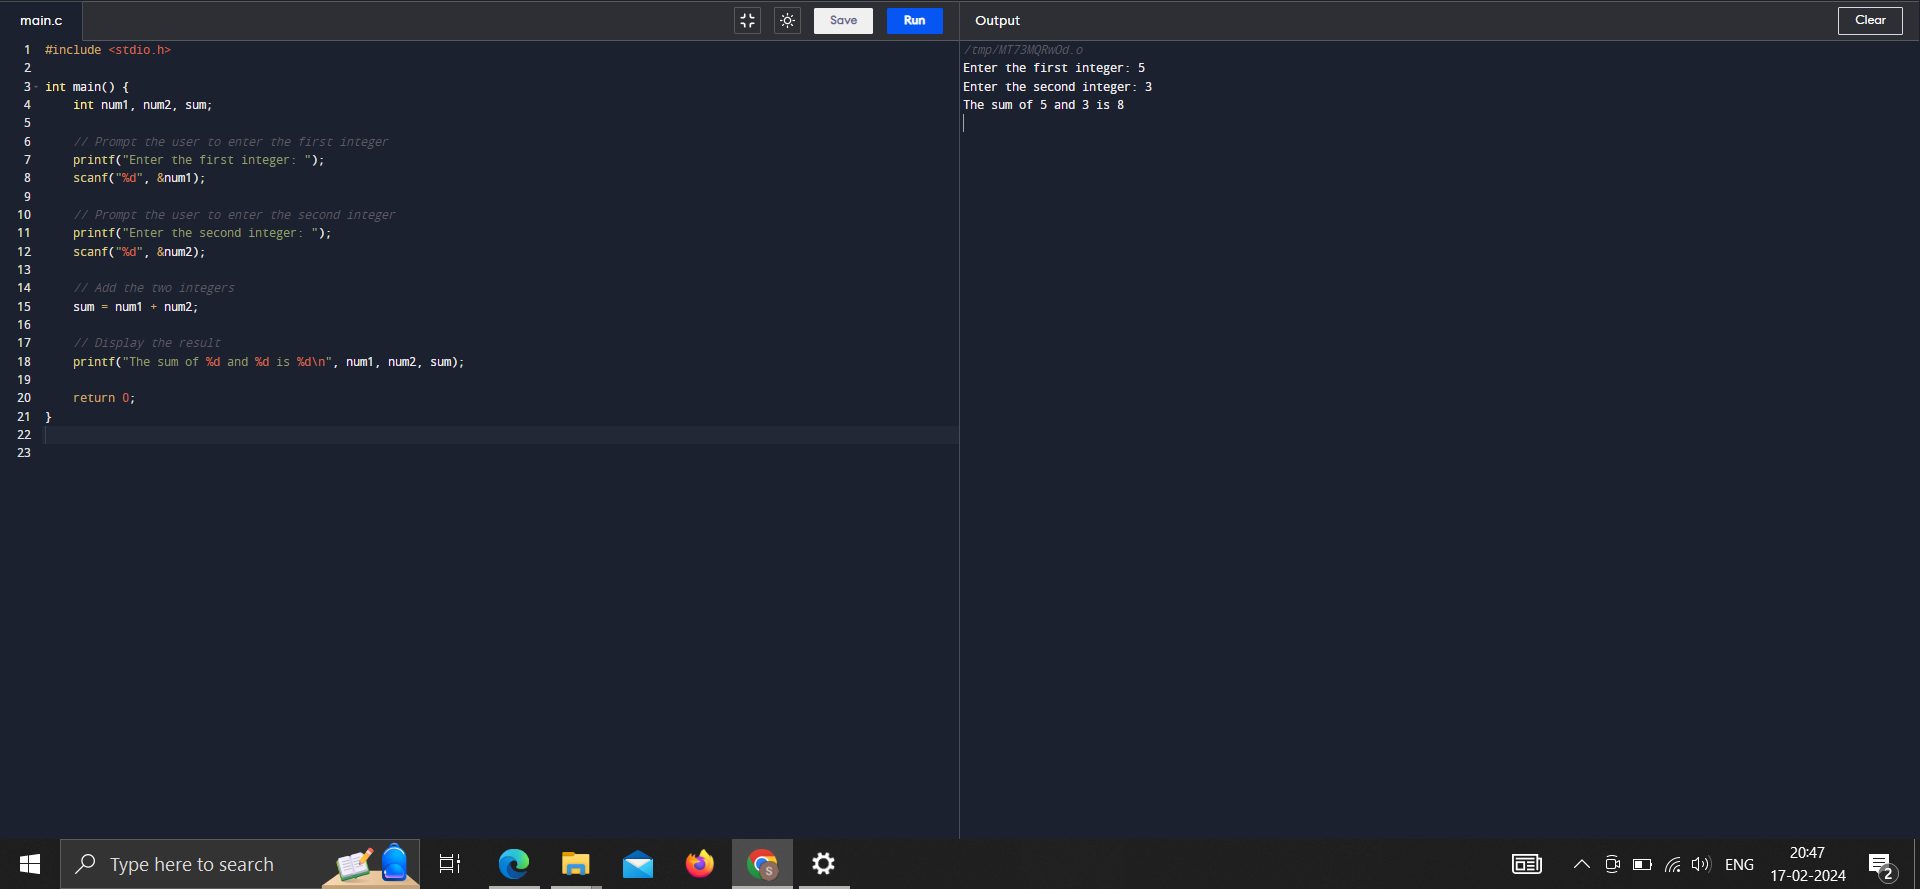 main.c
Save
Run
Output
Clear
1 #include <stdio.h>
2
3 int main() {
4     int num1, num2, sum;
5
6     // Prompt the user to enter the first integer
7     printf("Enter the first integer: ");
8     scanf("%d", &num1);
9
10     // Prompt the user to enter the second integer
11     printf("Enter the second integer: ");
12     scanf("%d", &num2);
13
14     // Add the two integers
15     sum = num1 + num2;
16
17     // Display the result
18     printf("The sum of %d and %d is %d\n", num1, num2, sum);
19
20     return 0;
21 }
22
23
/tmp/MT73MQRwOd.o
Enter the first integer: 5
Enter the second integer: 3
The sum of 5 and 3 is 8
Type here to search
S
ENG
20:47
17-02-2024
2